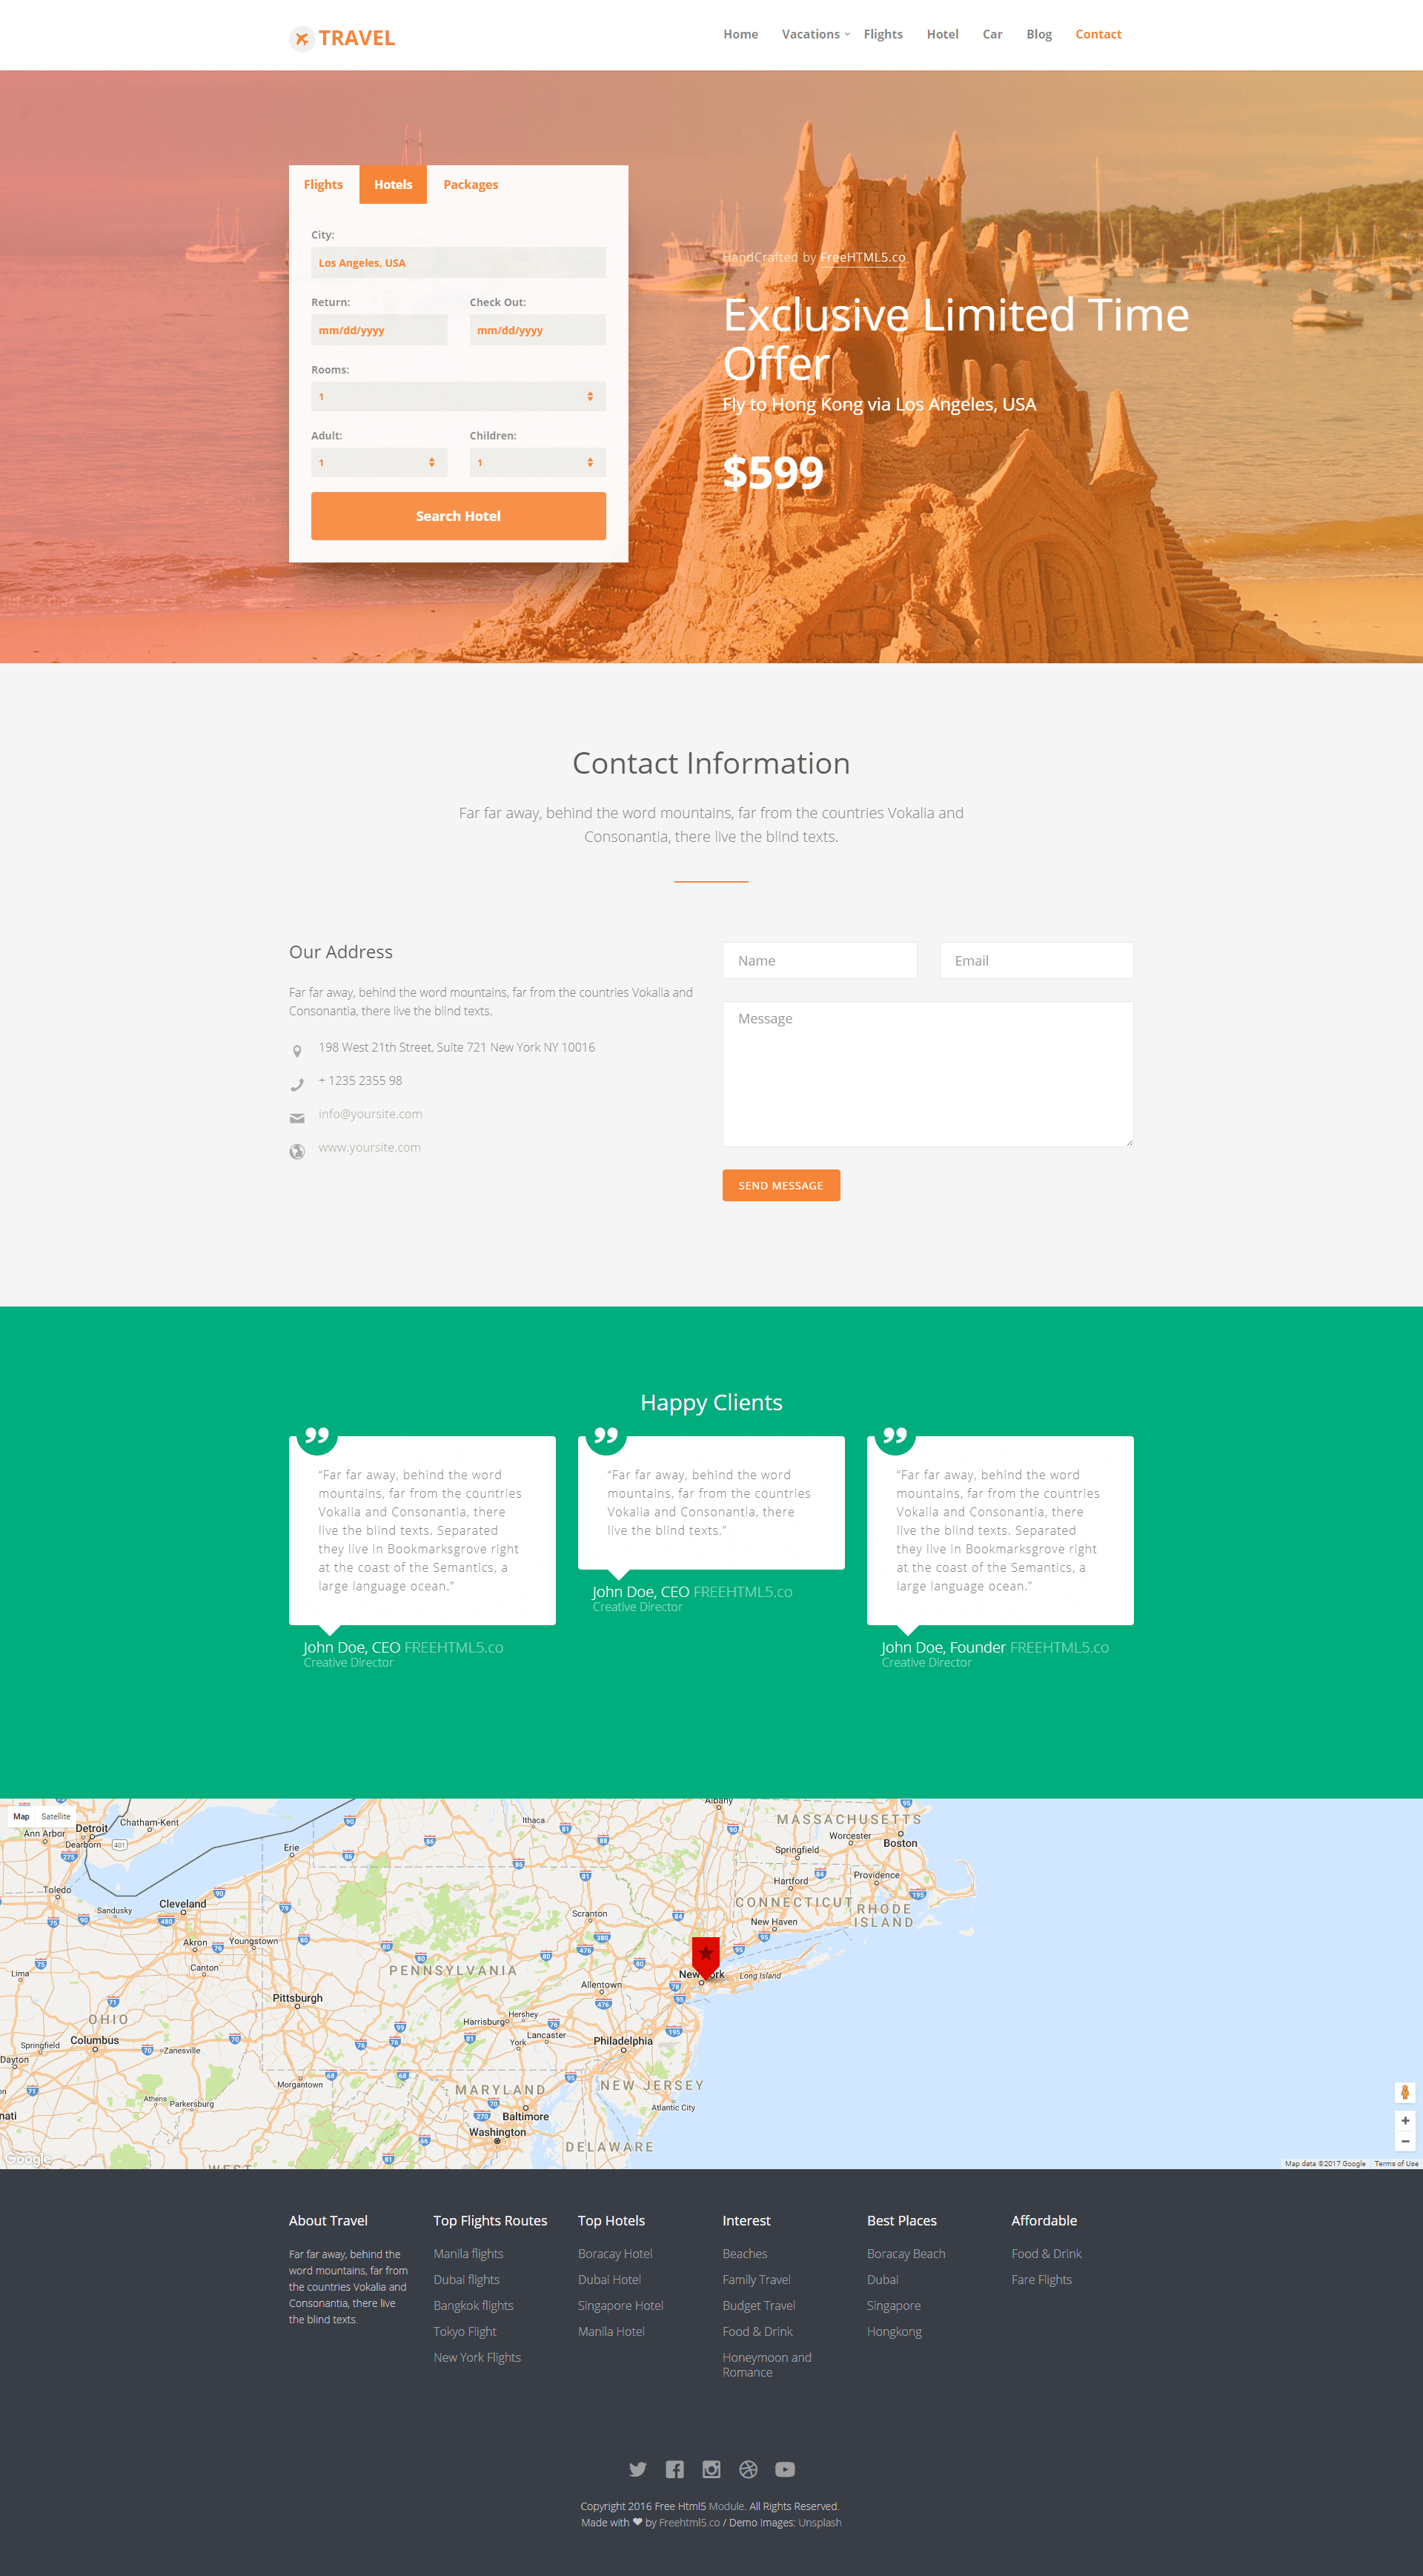 TRAVEL
Home Vacations Flights Hotel Car Blog Contact
Flights Hotels Packages
City:
Los Angeles, USA
Return: Check Out:
mm/dd/yyyy mm/dd/yyyy
Rooms:
1
Adult: Children:
1 1
Search Hotel
HandCrafted by FreeHTML5.co
Exclusive Limited Time
Offer
Fly to Hong Kong via Los Angeles, USA
$599
Contact Information
Far far away, behind the word mountains, far from the countries Vokalia and
Consonantia, there live the blind texts.
Our Address
Far far away, behind the word mountains, far from the countries Vokalia and
Consonantia, there live the blind texts.
198 West 21th Street, Suite 721 New York NY 10016
+ 1235 2355 98
info@yoursite.com
www.yoursite.com
Name Email
Message
SEND MESSAGE
Happy Clients
“Far far away, behind the word
mountains, far from the countries
Vokalia and Consonantia, there
live the blind texts. Separated
they live in Bookmarksgrove right
at the coast of the Semantics, a
large language ocean.”
John Doe, CEO FREEHTML5.co
Creative Director
“Far far away, behind the word
mountains, far from the countries
Vokalia and Consonantia, there
live the blind texts.”
John Doe, CEO FREEHTML5.co
Creative Director
“Far far away, behind the word
mountains, far from the countries
Vokalia and Consonantia, there
live the blind texts. Separated
they live in Bookmarksgrove right
at the coast of the Semantics, a
large language ocean.”
John Doe, Founder FREEHTML5.co
Creative Director
Map Satellite
Albany
MASSACHUSETTS
Chatham-Kent
Ithaca
Detroit
Ann Arbor
Dearborn
401
Worcester
Boston
Erie
Springfield
Toledo
Hartford
Providence
Sandusky
Cleveland
CONNECTICUT
RHODE
ISLAND
Scranton
New Haven
Akron
Youngstown
Canton
Lima
PENNSYLVANIA
New York
Long Island
Allentown
Pittsburgh
OHIO
Hershey
Harrisburg
Lancaster
York
Philadelphia
Columbus
Springfield
Zanesville
Dayton
Morgantown
MARYLAND
NEW JERSEY
Athens
Parkersburg
Atlantic City
Baltimore
Washington
DELAWARE
WEST
Google
Map data ©2017 Google Terms of Use
About Travel
Far far away, behind the
word mountains, far from
the countries Vokalia and
Consonantia, there live
the blind texts.
Top Flights Routes
Manila flights
Dubai flights
Bangkok flights
Tokyo Flight
New York Flights
Top Hotels
Boracay Hotel
Dubai Hotel
Singapore Hotel
Manila Hotel
Interest
Beaches
Family Travel
Budget Travel
Food & Drink
Honeymoon and
Romance
Best Places
Boracay Beach
Dubai
Singapore
Hongkong
Affordable
Food & Drink
Fare Flights
Copyright 2016 Free Html5 Module. All Rights Reserved.
Made with ❤ by Freehtml5.co / Demo Images: Unsplash